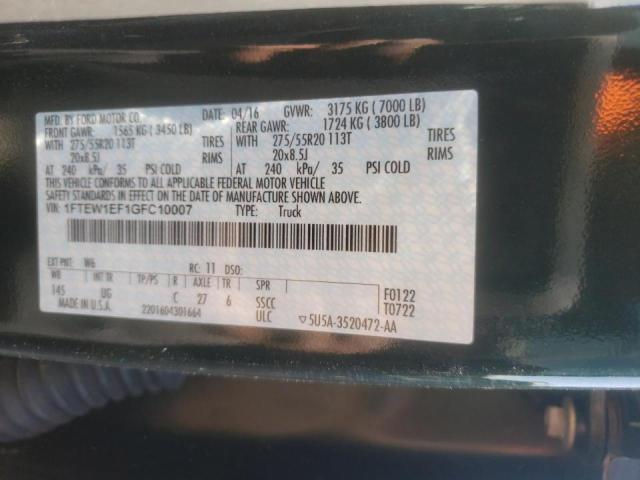 MFD. BY FORD MOTOR CO. DATE: 04/16 GVWR: 3175 KG ( 7000 LB)
FRONT GAWR: 1565 KG ( 3450 LB) REAR GAWR: 1724 KG ( 3800 LB)
WITH 275/55R20 113T TIRES WITH 275/55R20 113T TIRES
20x8.5J RIMS 20x8.5J RIMS
AT 240 kPa/ 35 PSI COLD AT 240 kPa/ 35 PSI COLD
THIS VEHICLE CONFORMS TO ALL APPLICABLE FEDERAL MOTOR VEHICLE
SAFETY STANDARDS IN EFFECT ON THE DATE OF MANUFACTURE SHOWN ABOVE.
VIN: 1FTEW1EF1GFC10007 TYPE: Truck
EXT PNT: W6 RC: 11 DSO:
WB INT TR TP/PS R AXLE TR SPR
145 UG C 27 6 SSCC
MADE IN U.S.A. 2201604301664 ULC
F0122
T0722
▽5U5A-3520472-AA